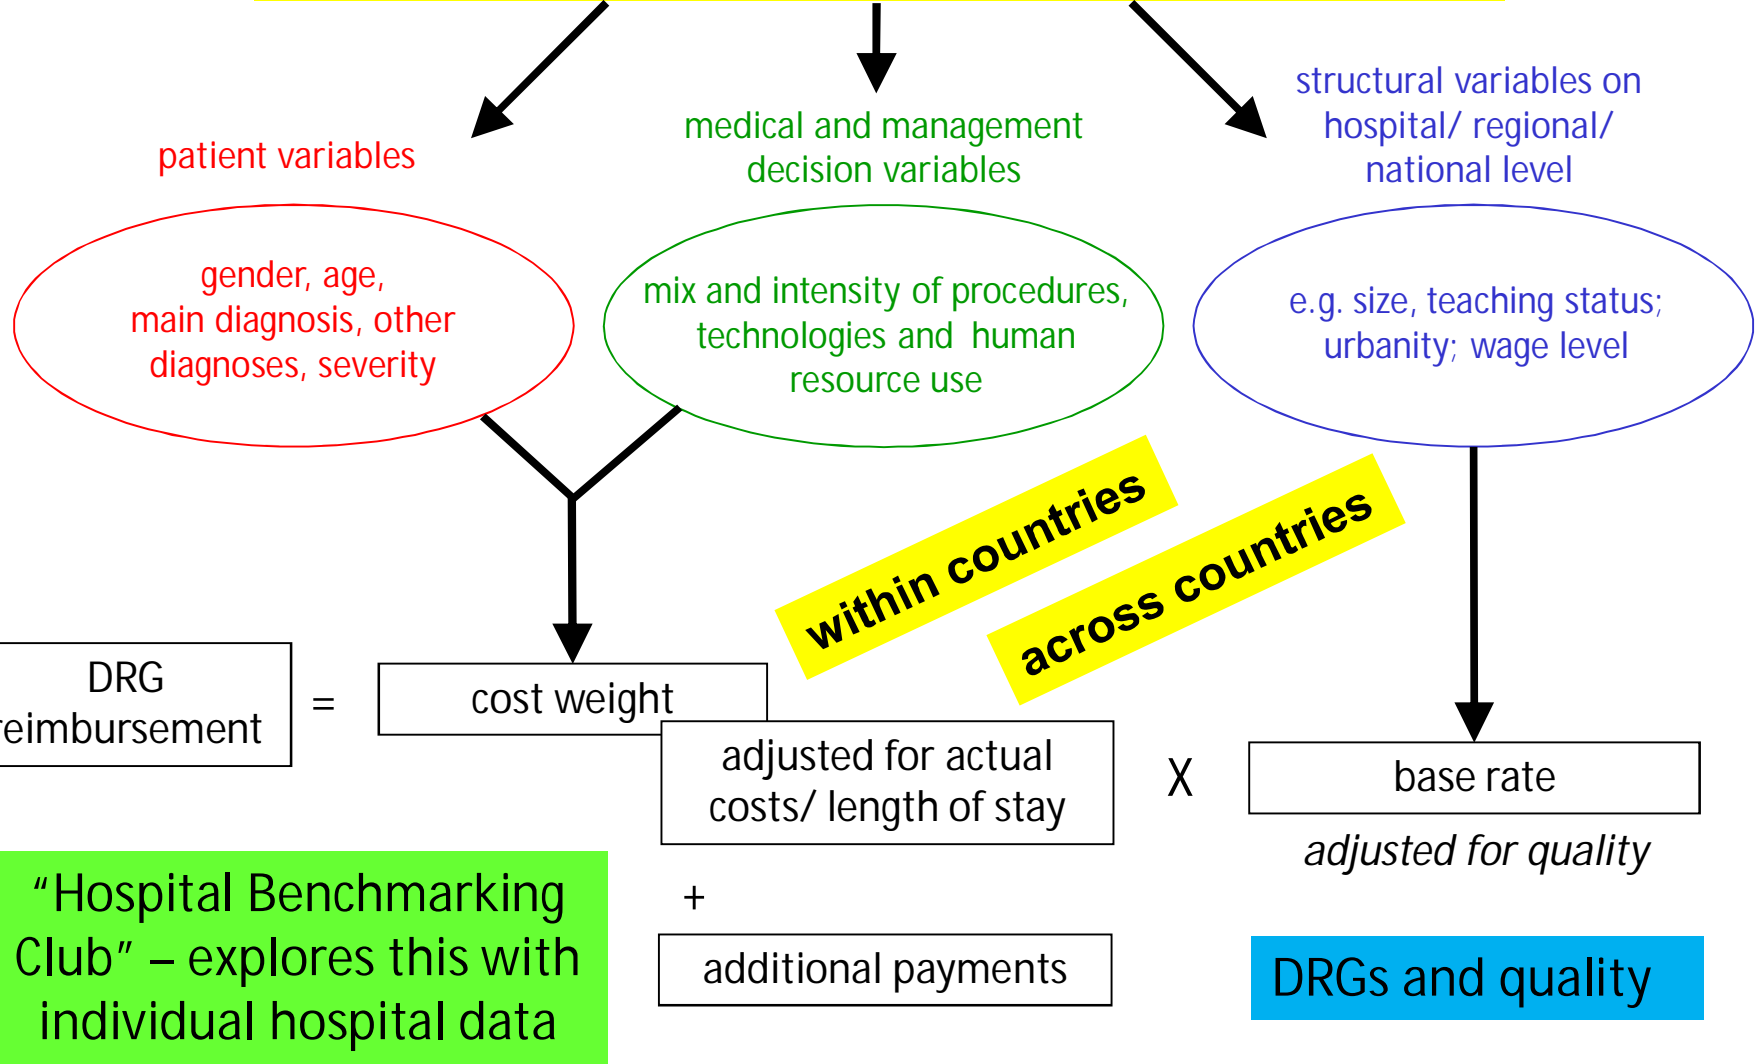 structural variables on
hospital/ regional/
national level
medical and management
decision variables
patient variables
gender, age,
main diagnosis, other
diagnoses, severity
mix and intensity of procedures,
technologies and human
resource use
e.g. size, teaching status;
urbanity; wage level
within countries
across countries
DRG
reimbursement
=
cost weight
adjusted for actual
costs/ length of stay
X
base rate
adjusted for quality
+
additional payments
"Hospital Benchmarking
Club" – explores this with
individual hospital data
DRGs and quality